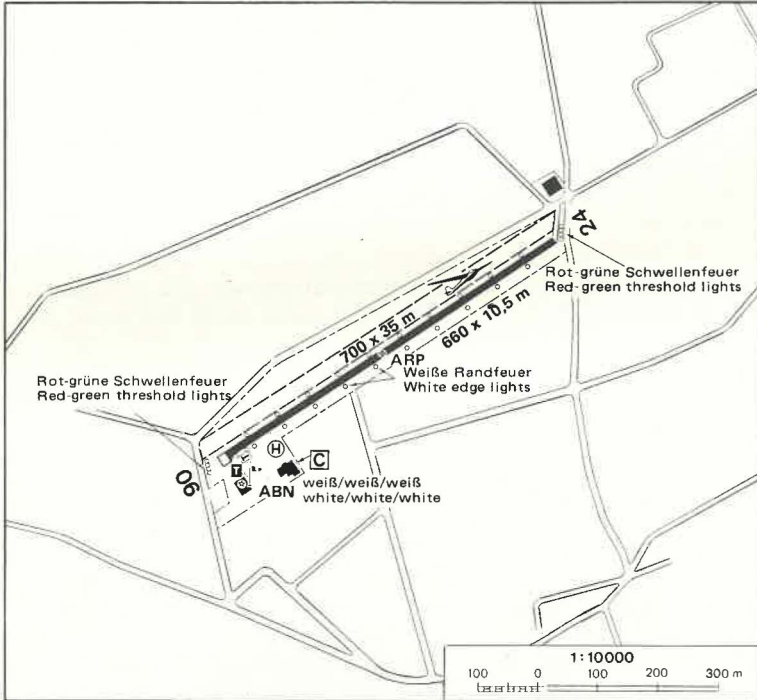 24
Rot-grüne Schwellenfeuer
Red-green threshold lights
700 x 35 m
660 x 10,5 m
ARP
Weiße Randfeuer
White edge lights
Rot-grüne Schwellenfeuer
Red-green threshold lights
H
C
T
06
ABN
weiß/weiß/weiß
white/white/white
1:10000
100 0 100 200 300 m